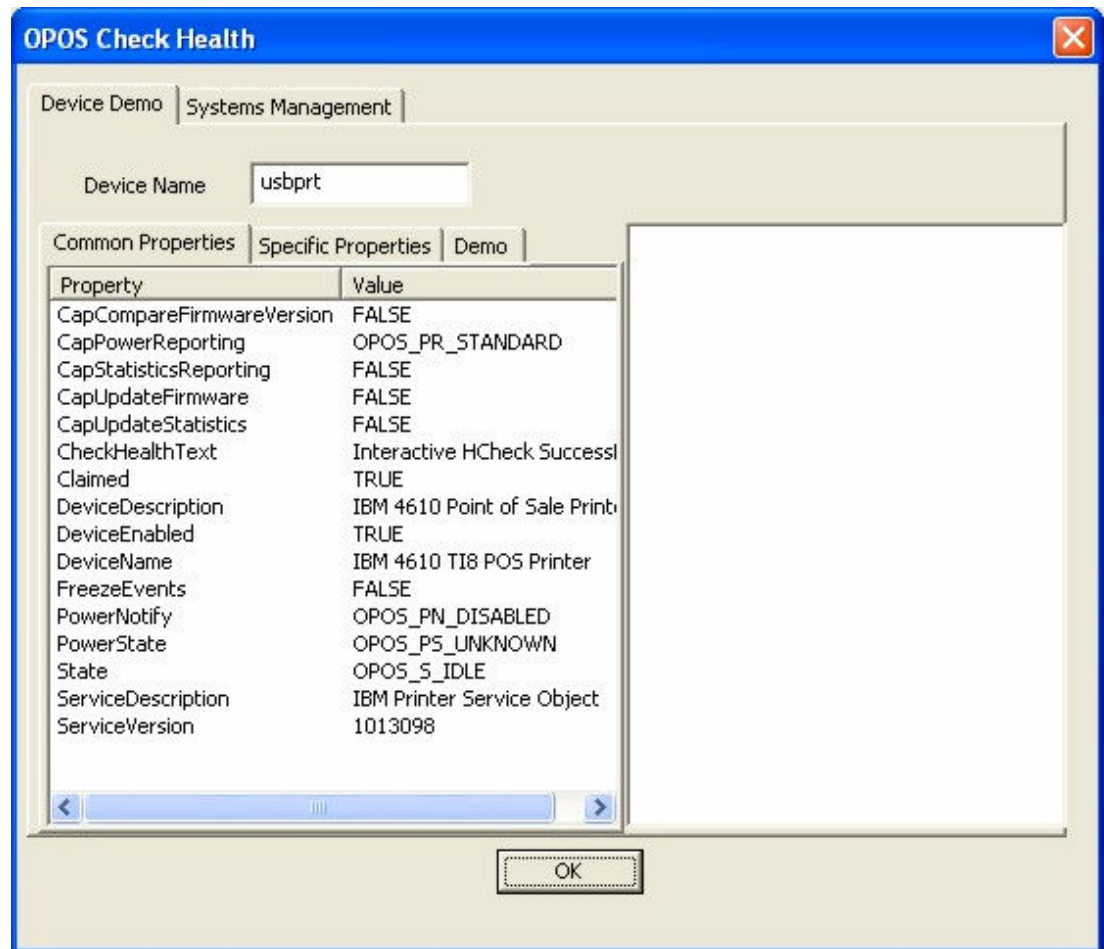 OPOS Check Health
Device Demo Systems Management
Device Name usbprt
Common Properties Specific Properties Demo
Property Value
CapCompareFirmwareVersion FALSE
CapPowerReporting OPOS_PR_STANDARD
CapStatisticsReporting FALSE
CapUpdateFirmware FALSE
CapUpdateStatistics FALSE
CheckHealthText Interactive HCheck Successf
Claimed TRUE
DeviceDescription IBM 4610 Point of Sale Printe
DeviceEnabled TRUE
DeviceName IBM 4610 TI8 POS Printer
FreezeEvents FALSE
PowerNotify OPOS_PN_DISABLED
PowerState OPOS_PS_UNKNOWN
State OPOS_S_IDLE
ServiceDescription IBM Printer Service Object
ServiceVersion 1013098
OK